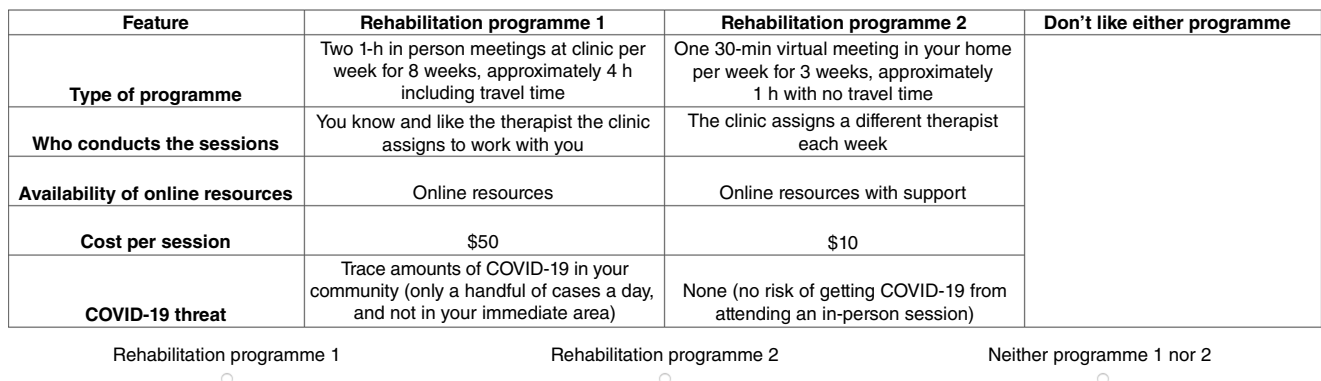 Feature Rehabilitation programme 1 Rehabilitation programme 2 Don't like either programme
Type of programme
Two 1-h in person meetings at clinic per
week for 8 weeks, approximately 4 h
including travel time
One 30-min virtual meeting in your home
per week for 3 weeks, approximately
1 h with no travel time
Who conducts the sessions
You know and like the therapist the clinic
assigns to work with you
The clinic assigns a different therapist
each week
Availability of online resources Online resources Online resources with support
Cost per session $50 $10
COVID-19 threat
Trace amounts of COVID-19 in your
community (only a handful of cases a day,
and not in your immediate area)
None (no risk of getting COVID-19 from
attending an in-person session)
Rehabilitation programme 1 Rehabilitation programme 2 Neither programme 1 nor 2